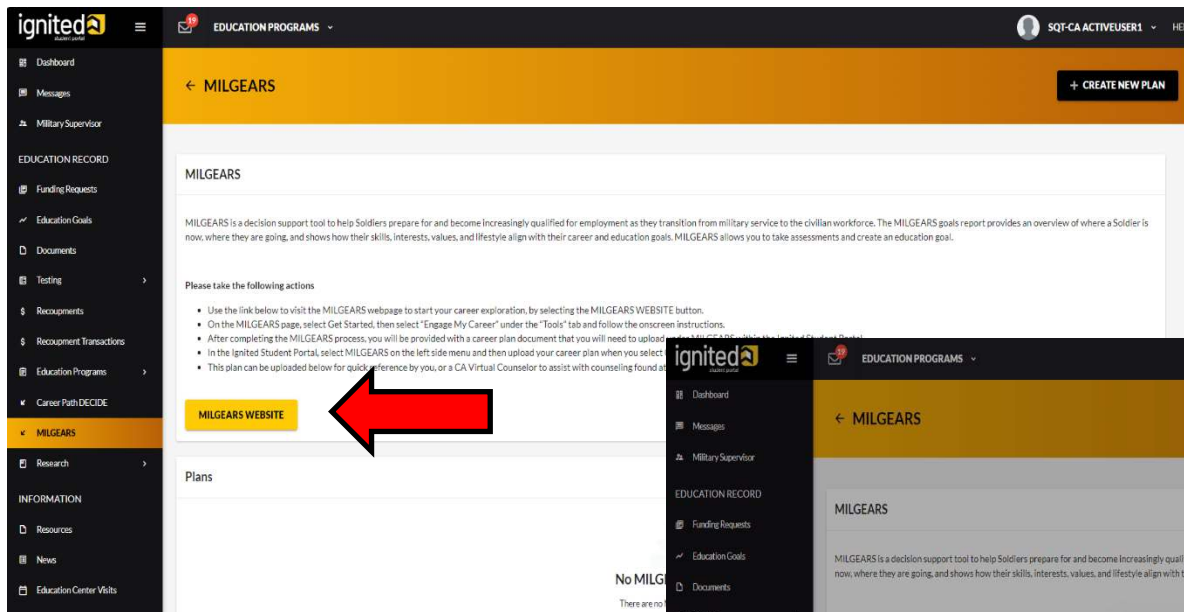 ignited
student portal
19
EDUCATION PROGRAMS
SQT-CA ACTIVEUSER1
Dashboard
Messages
Military Supervisor
EDUCATION RECORD
Funding Requests
Education Goals
Documents
Testing
Recoupments
Recoupment Transactions
Education Programs
Career Path DECIDE
MILGEARS
Research
INFORMATION
Resources
News
Education Center Visits
← MILGEARS
+ CREATE NEW PLAN
MILGEARS
MILGEARS is a decision support tool to help Soldiers prepare for and become increasingly qualified for employment as they transition from military service to the civilian workforce. The MILGEARS goals report provides an overview of where a Soldier is
now, where they are going, and shows how their skills, interests, values, and lifestyle align with their career and education goals. MILGEARS allows you to take assessments and create an education goal.
Please take the following actions
• Use the link below to visit the MILGEARS webpage to start your career exploration, by selecting the MILGEARS WEBSITE button.
• On the MILGEARS page, select Get Started, then select "Engage My Career" under the "Tools" tab and follow the onscreen instructions.
• After completing the MILGEARS process, you will be provided with a career plan document that you will need to upload under MILGEARS within the Ignited Student Portal.
• In the Ignited Student Portal, select MILGEARS on the left side menu and then upload your career plan when you select
• This plan can be uploaded below for quick reference by you, or a CA Virtual Counselor to assist with counseling found at
MILGEARS WEBSITE
Plans
There are no
ignited
student portal
19
EDUCATION PROGRAMS
Dashboard
Messages
Military Supervisor
EDUCATION RECORD
Funding Requests
Education Goals
Documents
← MILGEARS
MILGEARS
MILGEARS is a decision support tool to help Soldiers prepare for and become increasingly
now, where they are going, and shows how their skills, interests, values, and lifestyle align with